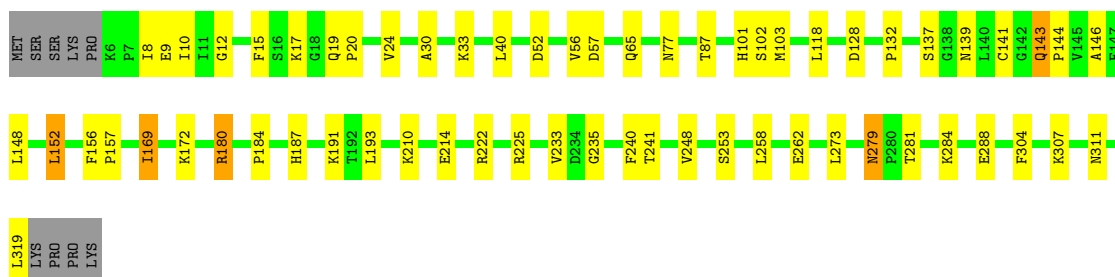 MET SER SER LYS PRO K6 P7 I8 E9 I10 I11 G12 F15 S16 K17 G18 Q19 P20 V24 A30 K33 L40 D52 V56 D57 Q65 N77 T87 H101 S102 M103 L118 D128 P132 S137 G138 N139 L140 C141 G142 Q143 P144 V145 A146 E147
L148 L152 F156 P157 I169 K172 R180 P184 H187 K191 T192 L193 K210 E214 R222 R225 V233 D234 G235 F240 T241 V248 S253 L258 E262 L273 N279 P280 T281 K284 E288 F304 K307 N311
L319 LYS PRO PRO LYS